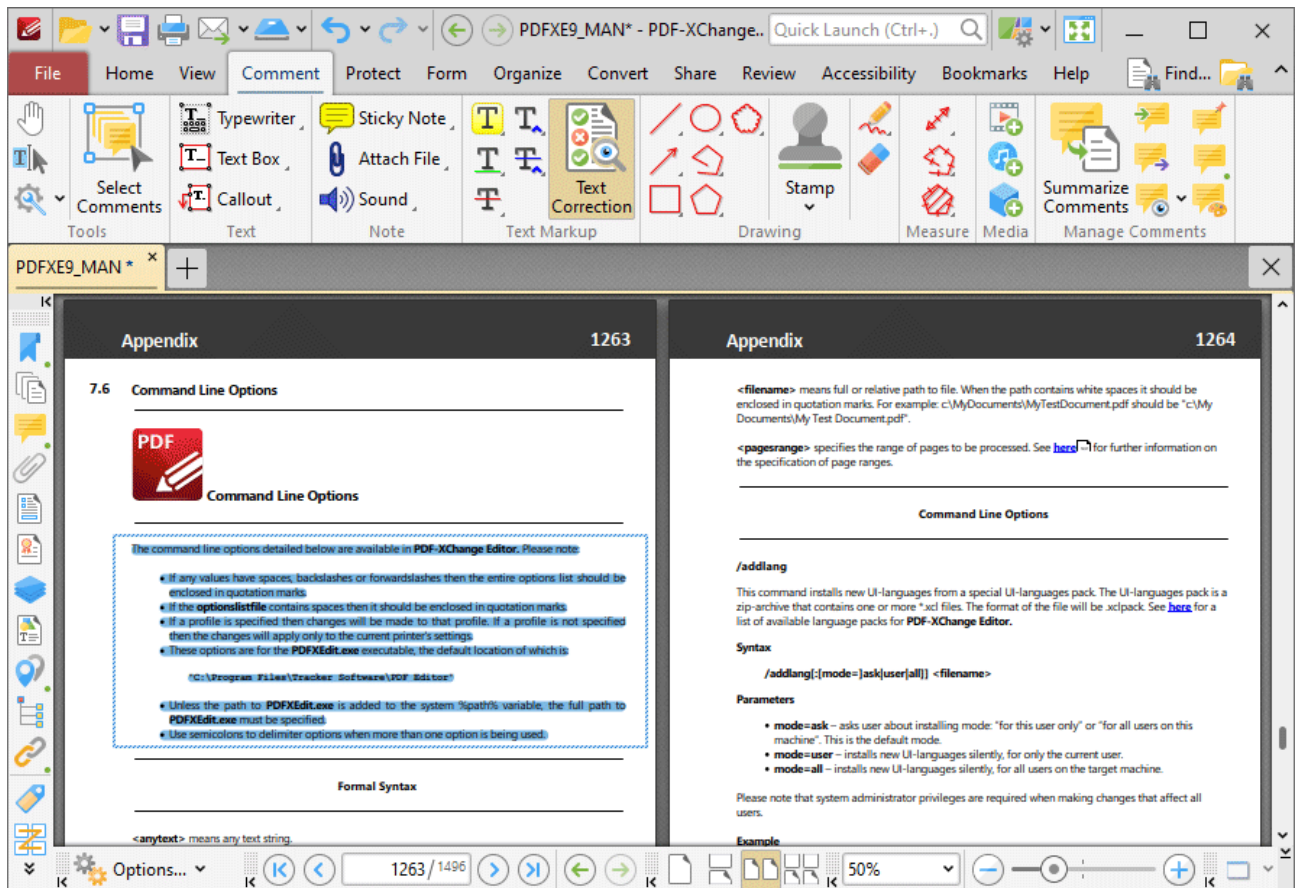 PDFXE9_MAN* - PDF-XChange.. Quick Launch (Ctrl+.)
File Home View Comment Protect Form Organize Convert Share Review Accessibility Bookmarks Help Find...
Typewriter
Text Box
Callout
Sticky Note
Attach File
Sound
Select
Comments
Text
Correction
Stamp
Summarize
Comments
Tools Text Note Text Markup Drawing Measure Media Manage Comments
PDFXE9_MAN *
Appendix 1263
7.6 Command Line Options
PDF
Command Line Options
The command line options detailed below are available in PDF-XChange Editor. Please note:
• If any values have spaces, backslashes or forwardslashes then the entire options list should be
enclosed in quotation marks.
• If the optionslistfile contains spaces then it should be enclosed in quotation marks.
• If a profile is specified then changes will be made to that profile. If a profile is not specified
then the changes will apply only to the current printer's settings.
• These options are for the PDFXEdit.exe executable, the default location of which is:
"C:\Program Files\Tracker Software\PDF Editor"
• Unless the path to PDFXEdit.exe is added to the system %path% variable, the full path to
PDFXEdit.exe must be specified.
• Use semicolons to delimiter options when more than one option is being used.
Formal Syntax
<anytext> means any text string.
Appendix 1264
<filename> means full or relative path to file. When the path contains white spaces it should be
enclosed in quotation marks. For example: c:\MyDocuments\MyTestDocument.pdf should be "c:\My
Documents\My Test Document.pdf".
<pagesrange> specifies the range of pages to be processed. See here for further information on
the specification of page ranges.
Command Line Options
/addlang
This command installs new UI-languages from a special UI-languages pack. The UI-languages pack is a
zip-archive that contains one or more *.xcl files. The format of the file will be .xclpack. See here for a
list of available language packs for PDF-XChange Editor.
Syntax
/addlang[:[mode=]ask|user|all)] <filename>
Parameters
• mode=ask – asks user about installing mode: "for this user only" or "for all users on this
machine". This is the default mode.
• mode=user – installs new UI-languages silently, for only the current user.
• mode=all – installs new UI-languages silently, for all users on the target machine.
Please note that system administrator privileges are required when making changes that affect all
users.
Example
Options... 1263 / 1496 50%